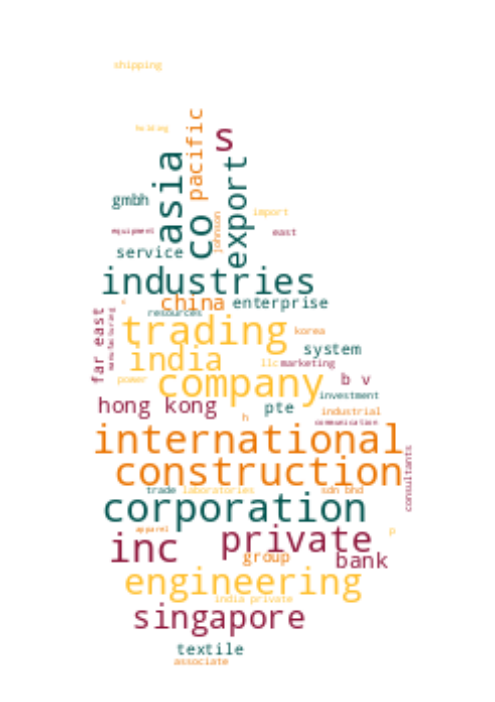 shipping
holding
pacific
s
asia
export
co
gmbh
import
johnson
equipment
east
service
industries
china
enterprise
c
resources
manufacturing
far east
trading
korea
system
india
llc
marketing
power
company
b v
investment
hong kong
pte
industrial
h
communication
international
construction
consultants
trade
laboratories
sdn bhd
corporation
apparel
p
private
inc
group
bank
engineering
india private
singapore
textile
associate